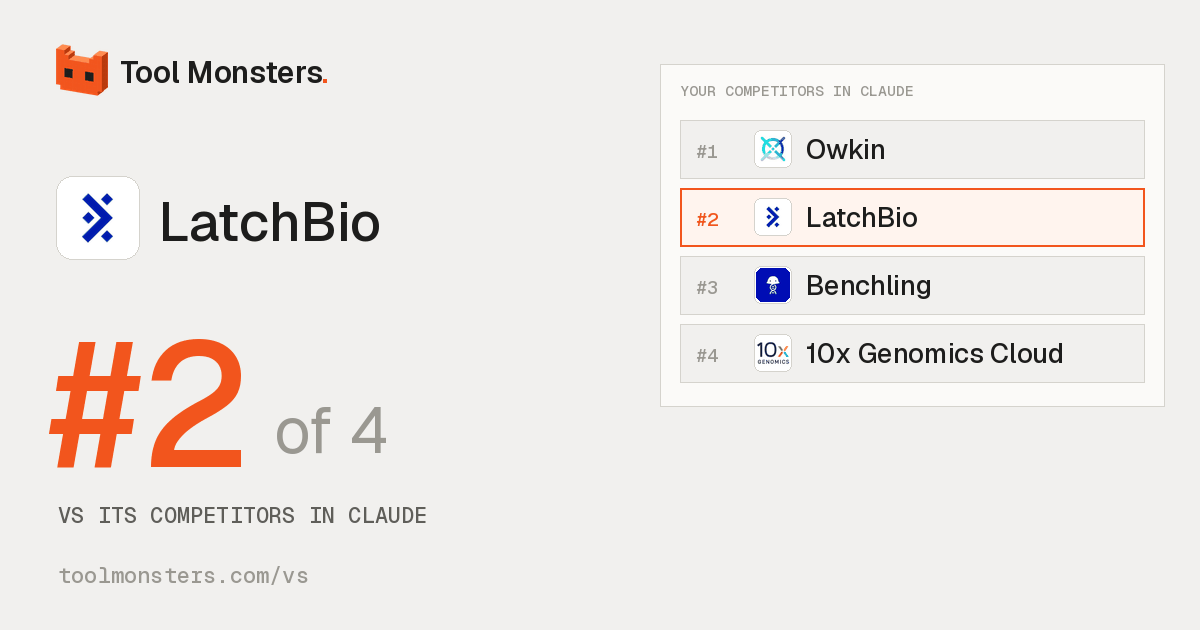 Tool Monsters.
LatchBio
#2 of 4
VS ITS COMPETITORS IN CLAUDE
toolmonsters.com/vs
YOUR COMPETITORS IN CLAUDE
#1 Owkin
#2 LatchBio
#3 Benchling
#4 10x GENOMICS 10x Genomics Cloud